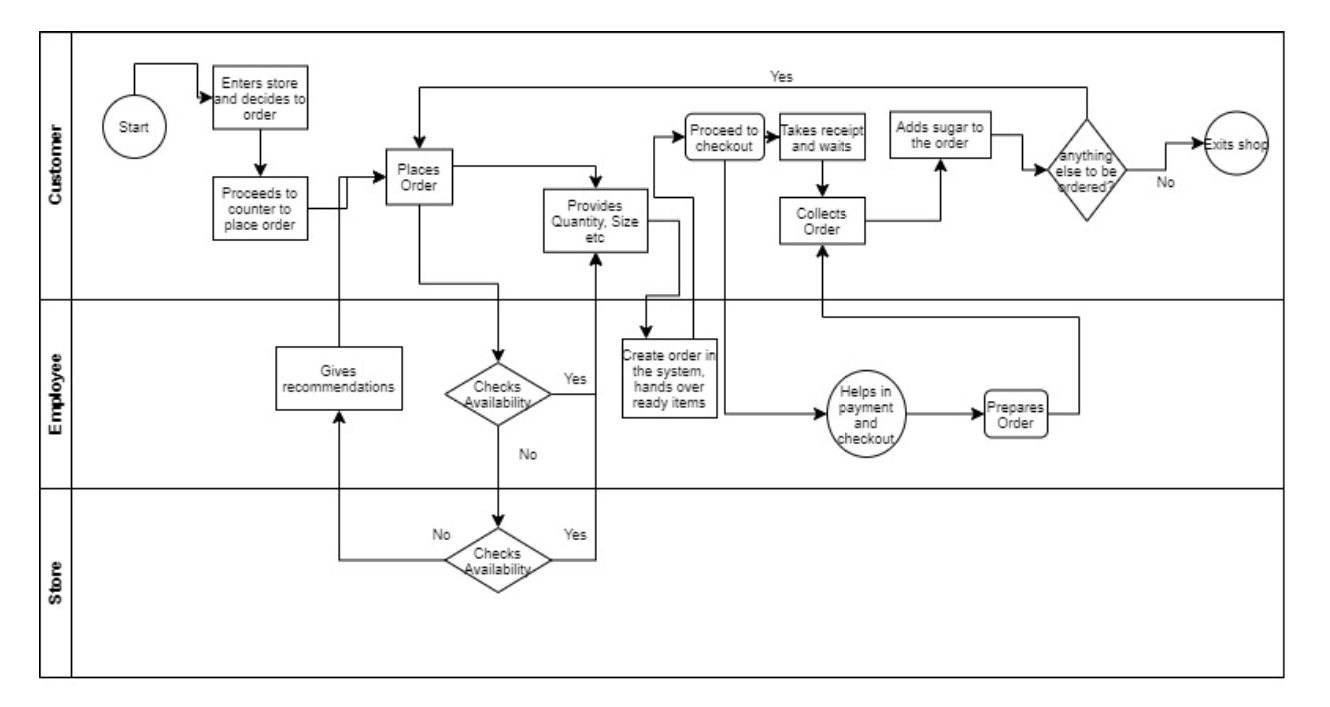 Customer
Start
Enters store
and decides to
order
Proceeds to
counter to
place order
Places
Order
Provides
Quantity, Size
etc
Proceed to
checkout
Takes receipt
and waits
Collects
Order
Adds sugar to
the order
Yes
anything
else to be
ordered?
No
Exits shop
Employee
Gives
recommendations
Checks
Availability
Yes
No
Create order in
the system,
hands over
ready items
Helps in
payment
and
checkout
Prepares
Order
Store
No
Checks
Availability
Yes